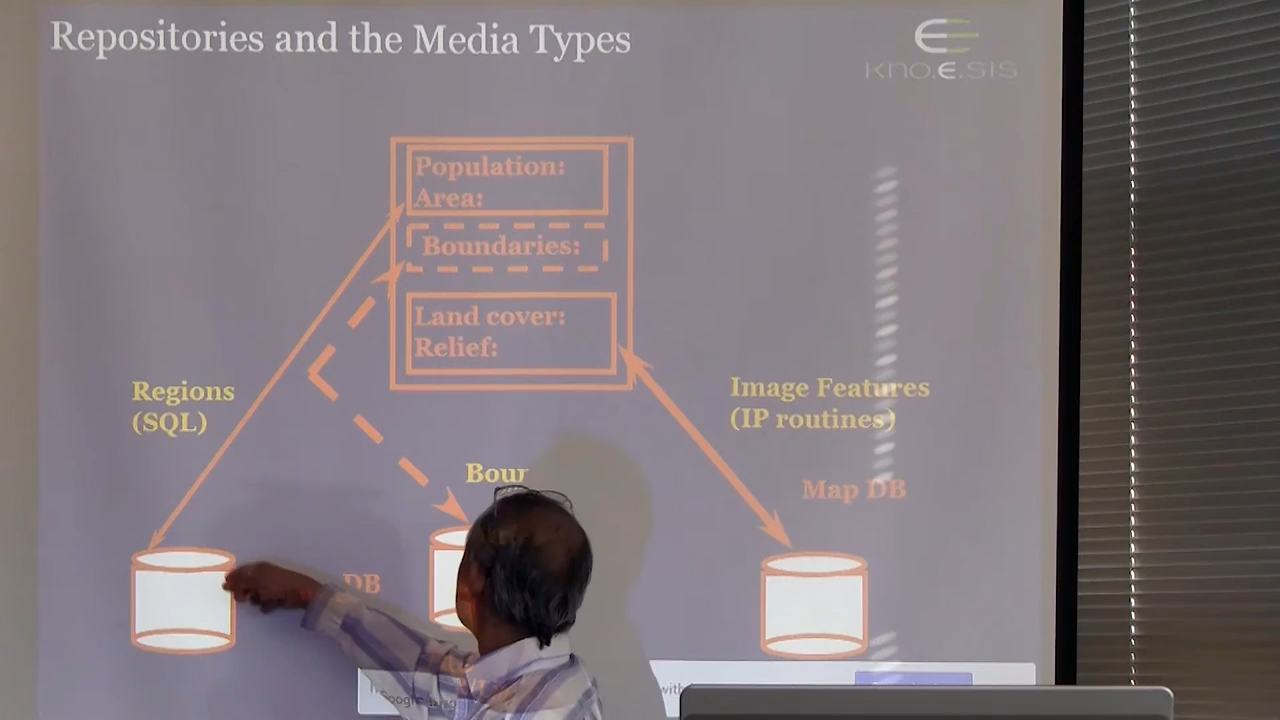 Repositories and the Media Types
KNO.E.SIS
Population:
Area:
Boundaries:
Land cover:
Relief:
Regions
(SQL)
Image Features
(IP routines)
Map DB
DB